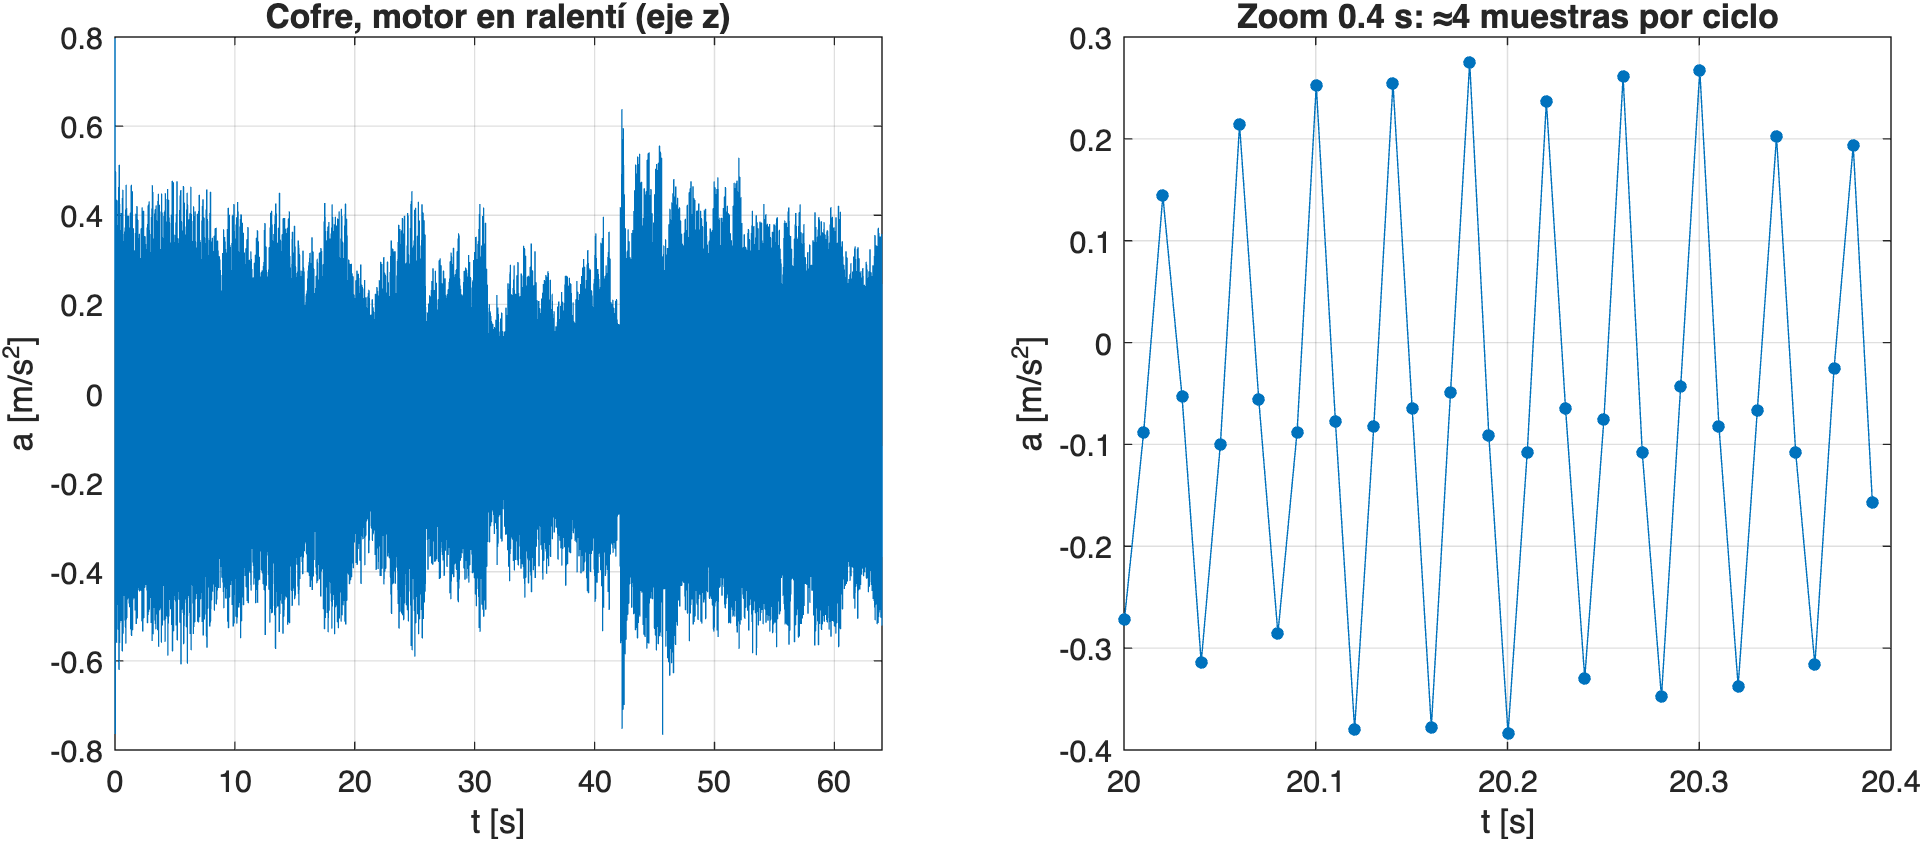 Cofre, motor en ralentí (eje z)
0.8
0.6
0.4
0.2
0
-0.2
-0.4
-0.6
-0.8
a [m/s²]
0 10 20 30 40 50 60
t [s]
Zoom 0.4 s: ≈4 muestras por ciclo
0.3
0.2
0.1
0
-0.1
-0.2
-0.3
-0.4
a [m/s²]
20 20.1 20.2 20.3 20.4
t [s]